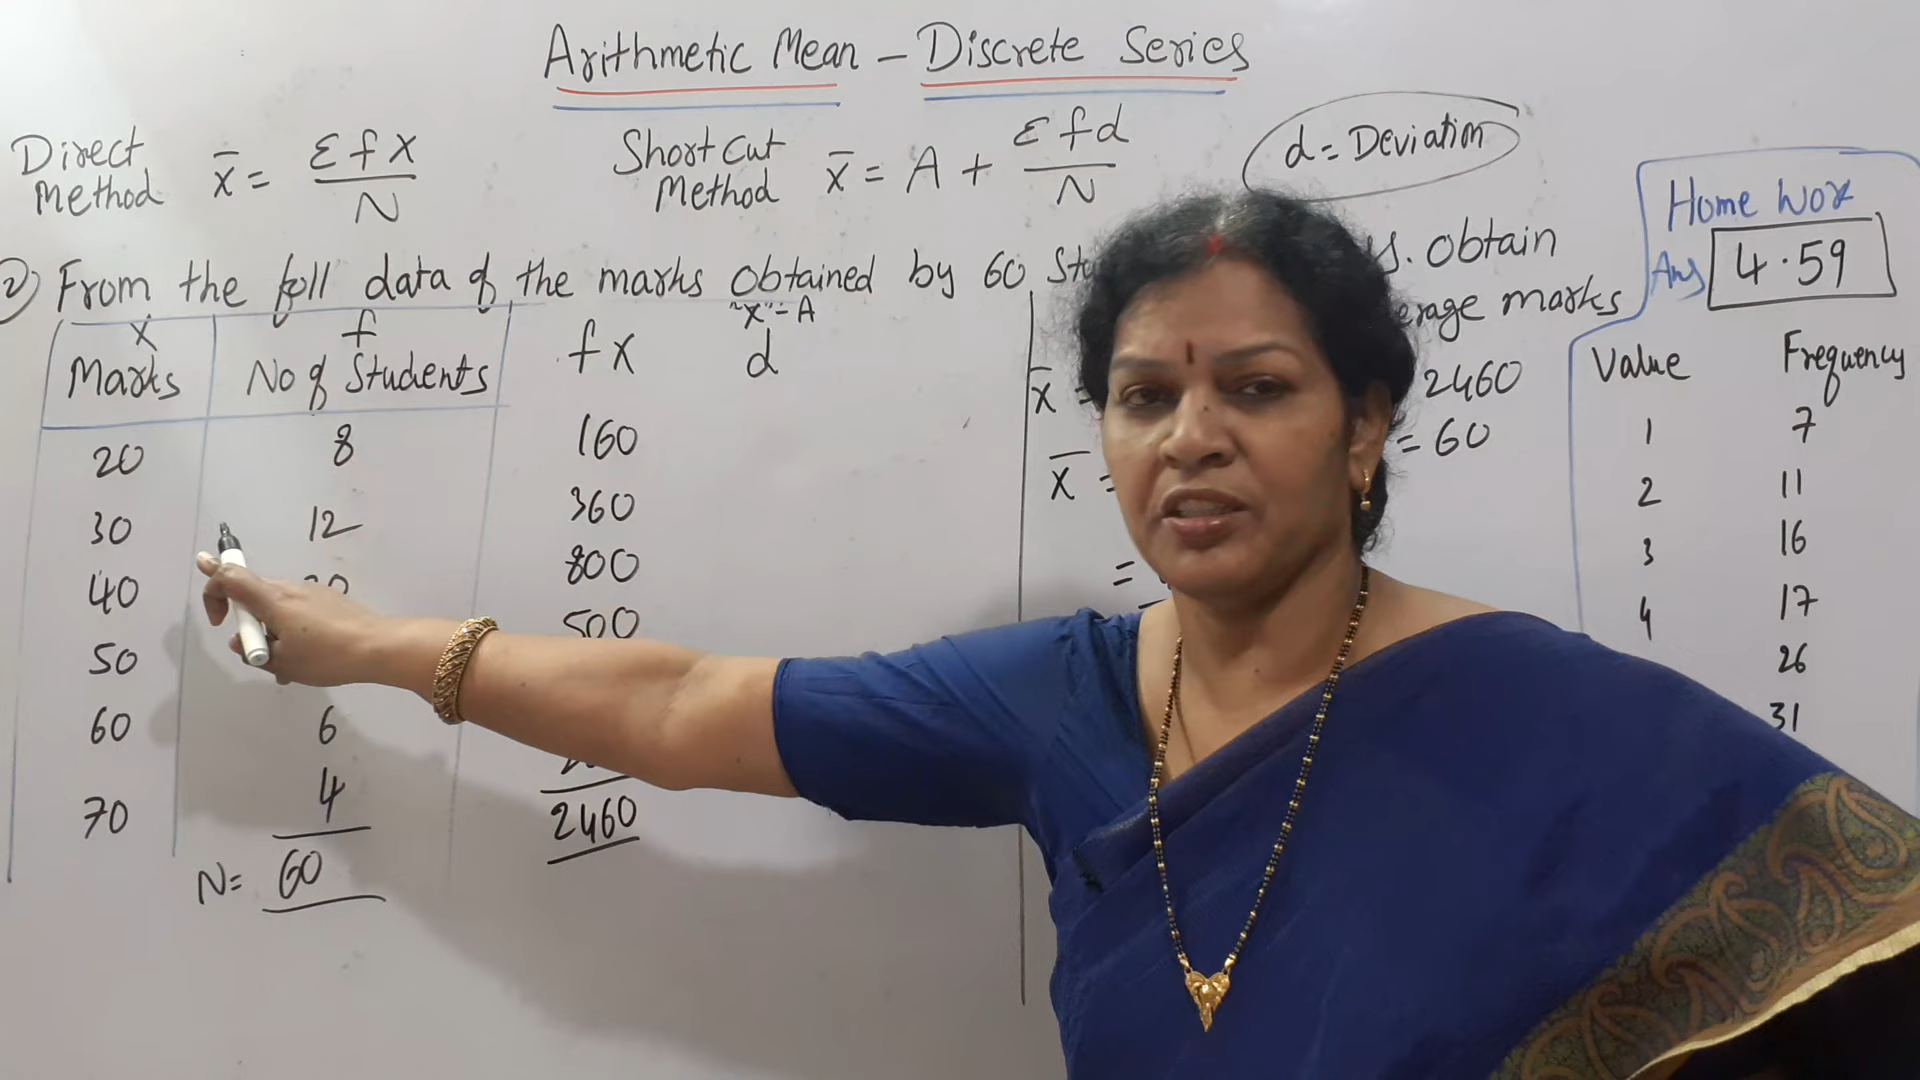 Arithmetic Mean - Discrete Series
Direct Method x̄ = Σfx / N
Short Cut Method x̄ = A + Σfd / N
d = Deviation
2) From the foll data of the marks obtained by 60 . obtain
marks
x f fx "x"-A
Marks No of Students d
20 8 160
30 12 360
40 800
50 500
60 6
70 4
N = 60 2460
x̄ 2460
x̄ = = 60
=
Home Work
Ans 4.59
Value Frequency
1 7
2 11
3 16
4 17
26
31